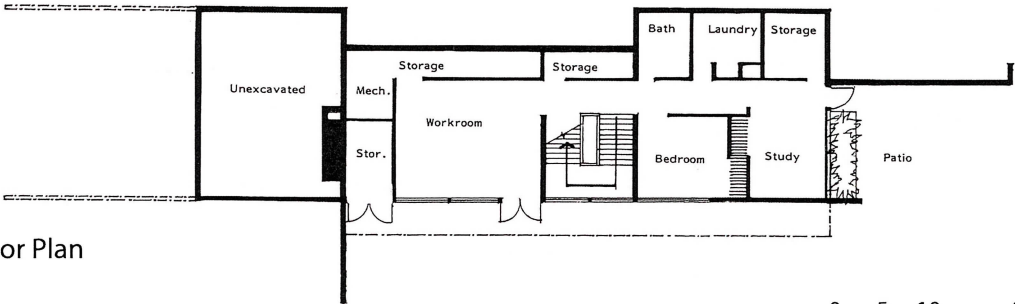 Bath
Laundry
Storage
Storage
Storage
Unexcavated
Mech.
Workroom
Stor.
Bedroom
Study
Patio
or Plan